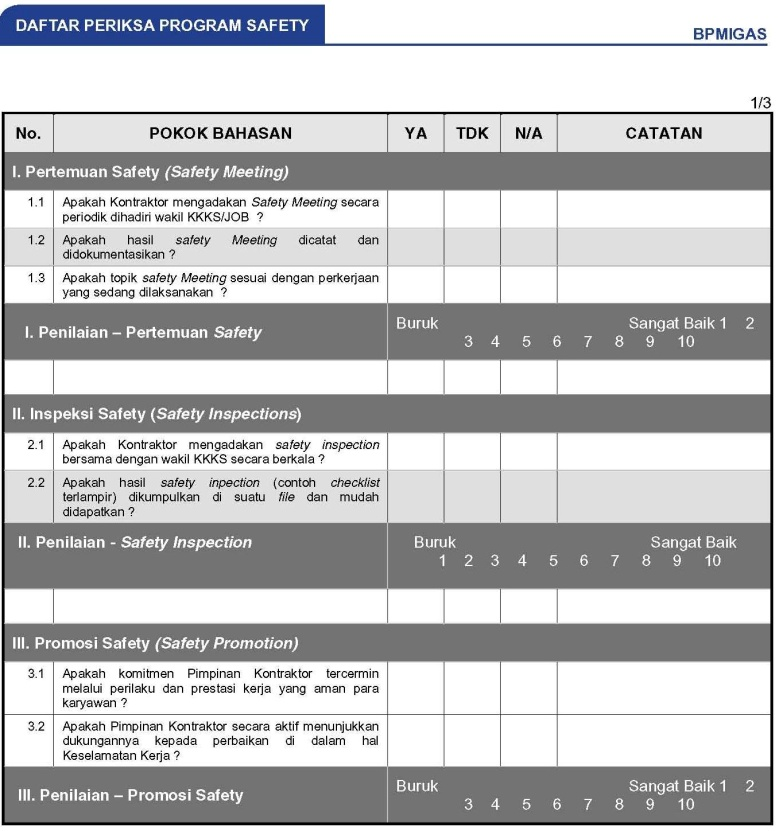 DAFTAR PERIKSA PROGRAM SAFETY
BPMIGAS
1/3
No. POKOK BAHASAN YA TDK N/A CATATAN
I. Pertemuan Safety (Safety Meeting)
1.1 Apakah Kontraktor mengadakan Safety Meeting secara
periodik dihadiri wakil KKKS/JOB ?
1.2 Apakah hasil safety Meeting dicatat dan
didokumentasikan ?
1.3 Apakah topik safety Meeting sesuai dengan perkerjaan
yang sedang dilaksanakan ?
I. Penilaian – Pertemuan Safety
Buruk Sangat Baik 1 2
3 4 5 6 7 8 9 10
II. Inspeksi Safety (Safety Inspections)
2.1 Apakah Kontraktor mengadakan safety inspection
bersama dengan wakil KKKS secara berkala ?
2.2 Apakah hasil safety inpection (contoh checklist
terlampir) dikumpulkan di suatu file dan mudah
didapatkan ?
II. Penilaian - Safety Inspection
Buruk Sangat Baik
1 2 3 4 5 6 7 8 9 10
III. Promosi Safety (Safety Promotion)
3.1 Apakah komitmen Pimpinan Kontraktor tercermin
melalui perilaku dan prestasi kerja yang aman para
karyawan ?
3.2 Apakah Pimpinan Kontraktor secara aktif menunjukkan
dukungannya kepada perbaikan di dalam hal
Keselamatan Kerja ?
III. Penilaian – Promosi Safety
Buruk Sangat Baik 1 2
3 4 5 6 7 8 9 10